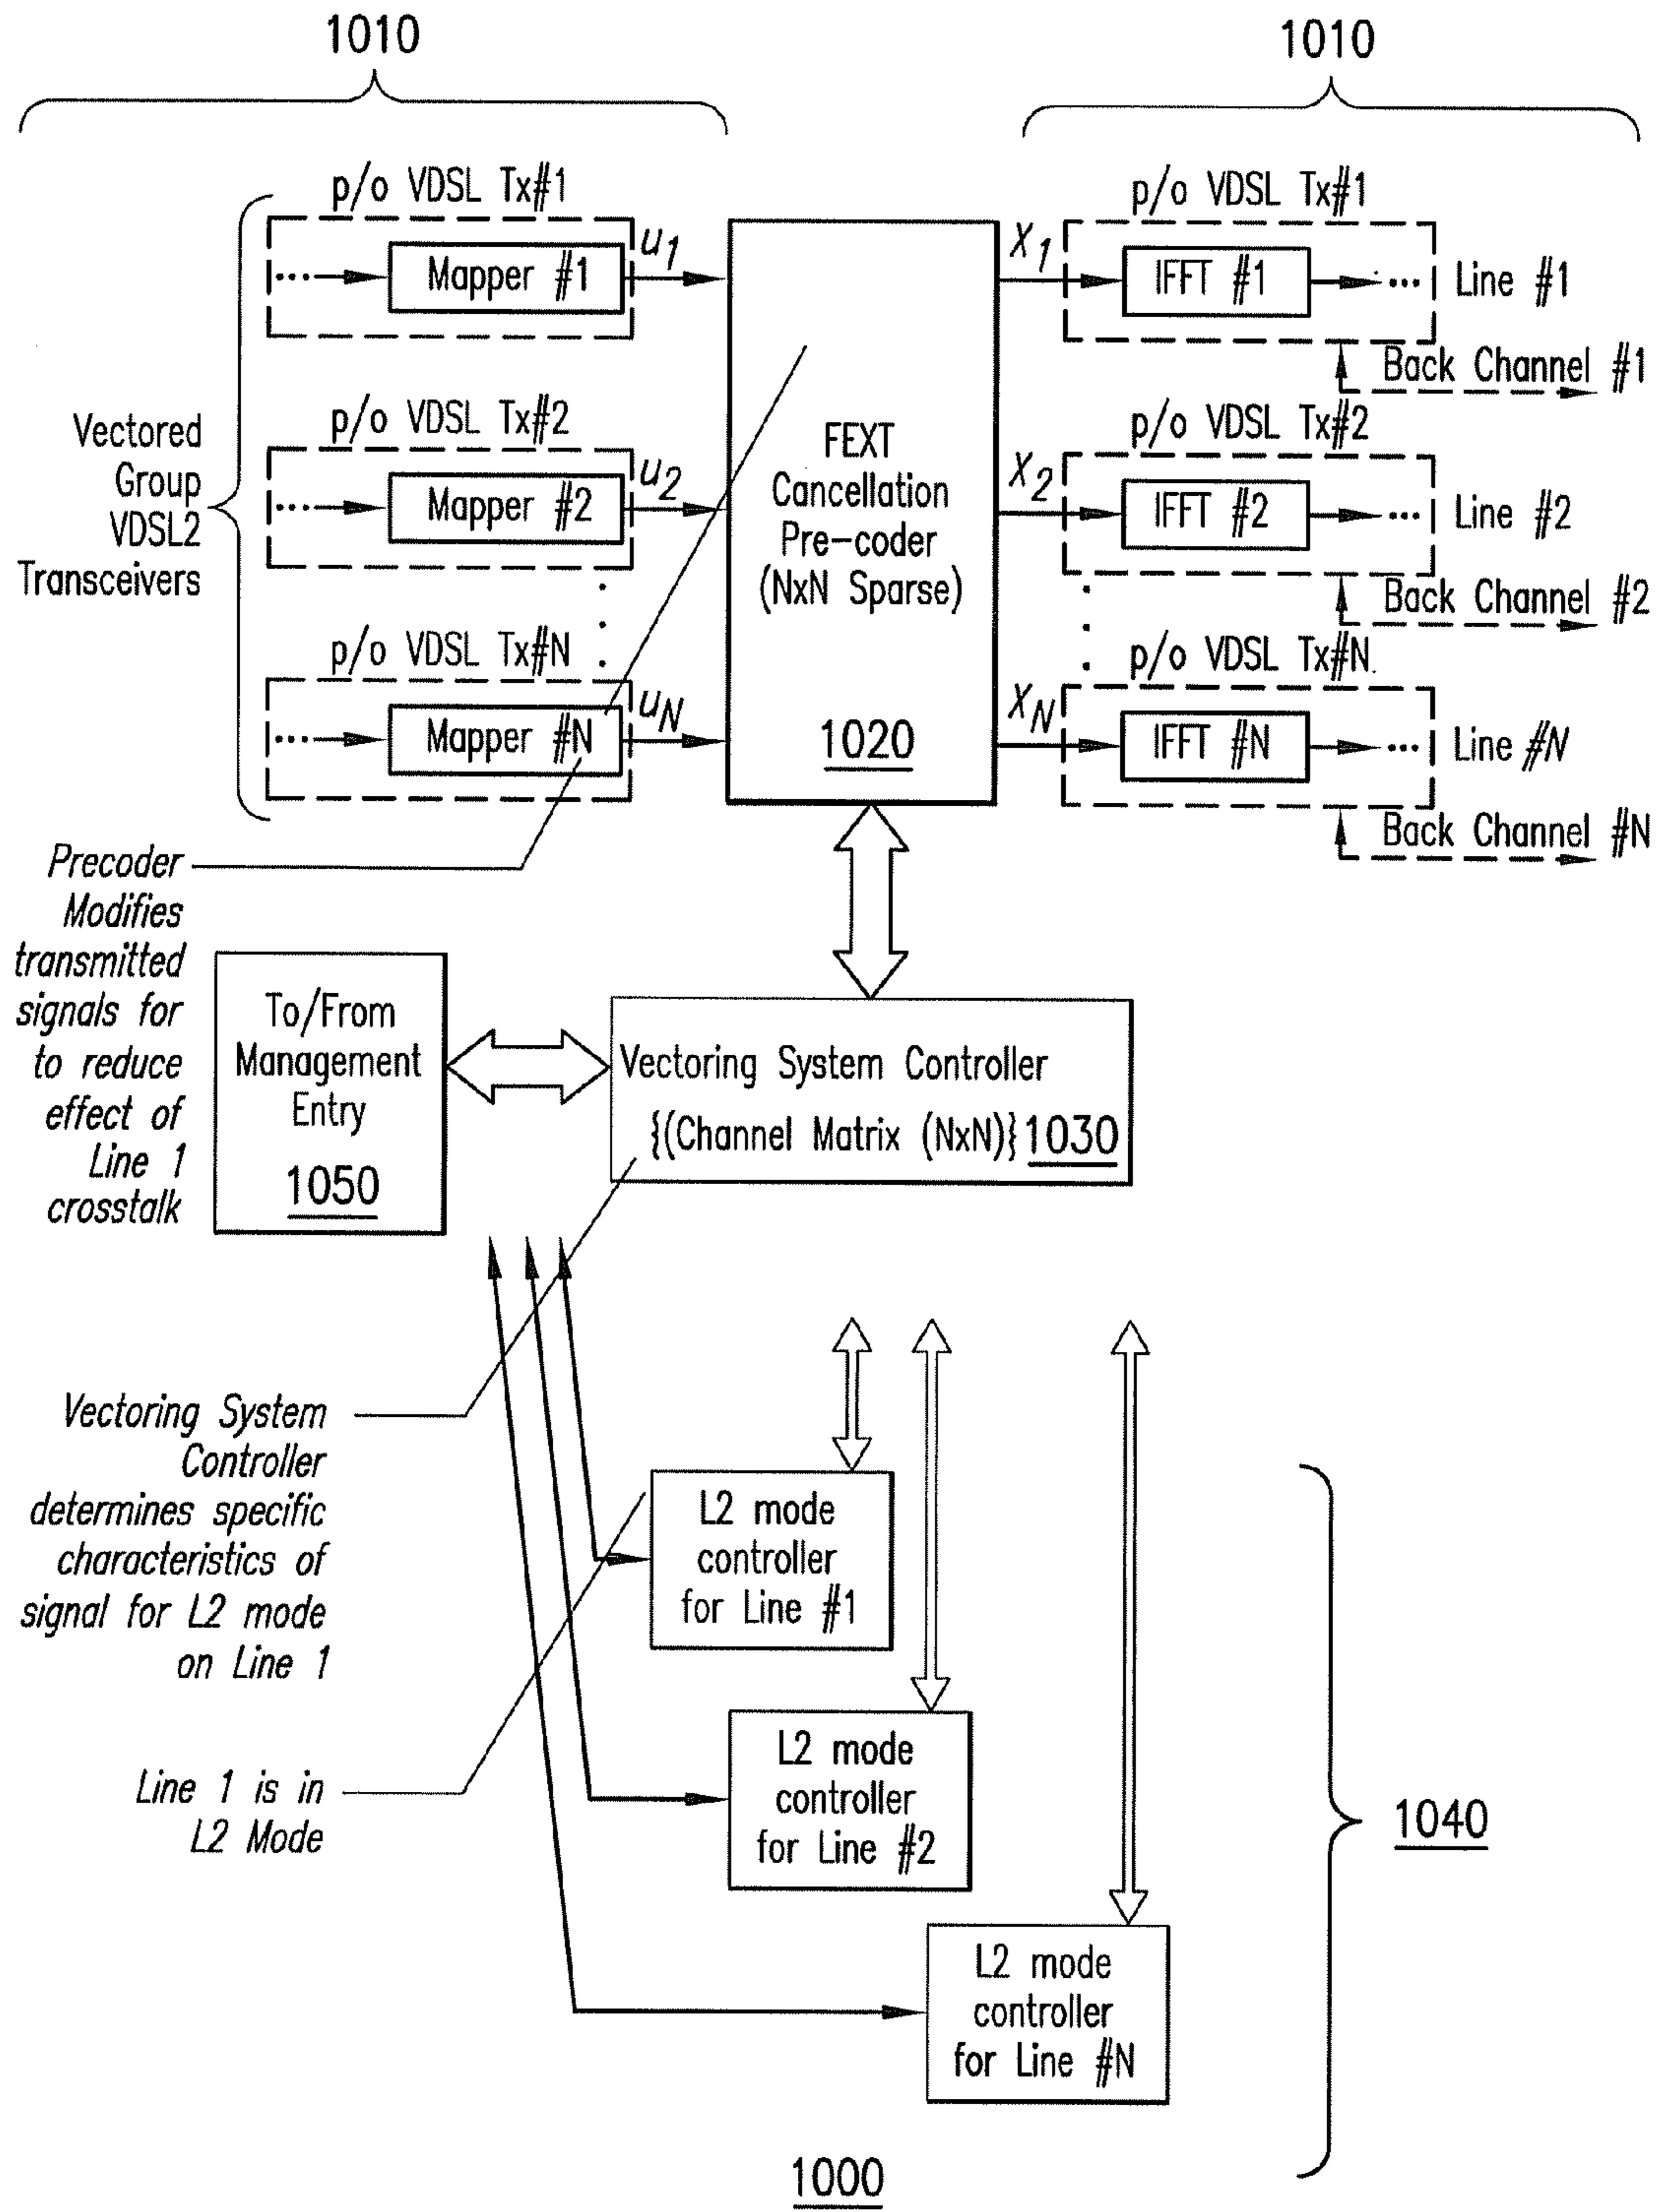 1010
1010
p/o VDSL Tx#1
p/o VDSL Tx#1
u1
X1
Mapper #1
IFFT #1
Line #1
Back Channel #1
p/o VDSL Tx#2
p/o VDSL Tx#2
Vectored
Group
VDSL2
Transceivers
u2
X2
Mapper #2
IFFT #2
Line #2
Back Channel #2
FEXT
Cancellation
Pre-coder
(NxN Sparse)
1020
p/o VDSL Tx#N
p/o VDSL Tx#N
uN
XN
Mapper #N
IFFT #N
Line #N
Back Channel #N
Precoder
Modifies
transmitted
signals for
to reduce
effect of
Line 1
crosstalk
To/From
Management
Entry
1050
Vectoring System Controller
{(Channel Matrix (NxN)} 1030
Vectoring System
Controller
determines specific
characteristics of
signal for L2 mode
on Line 1
L2 mode
controller
for Line #1
Line 1 is in
L2 Mode
L2 mode
controller
for Line #2
1040
L2 mode
controller
for Line #N
1000